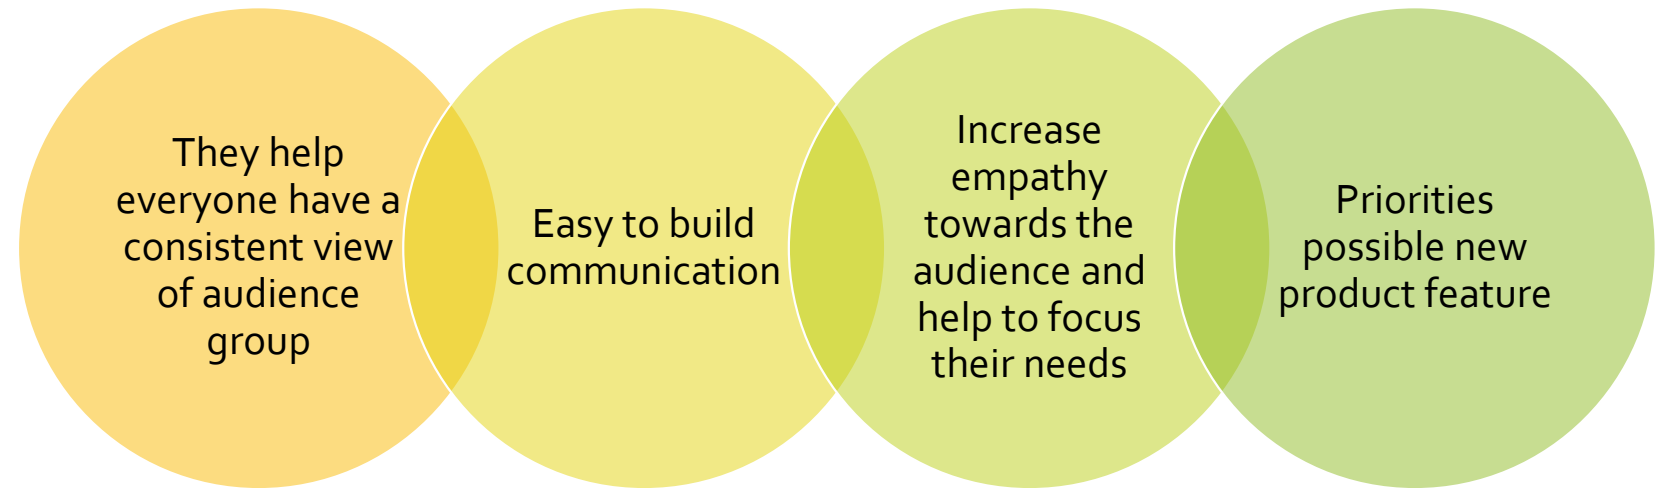 They help
everyone have a
consistent view
of audience
group
Easy to build
communication
Increase
empathy
towards the
audience and
help to focus
their needs
Priorities
possible new
product feature